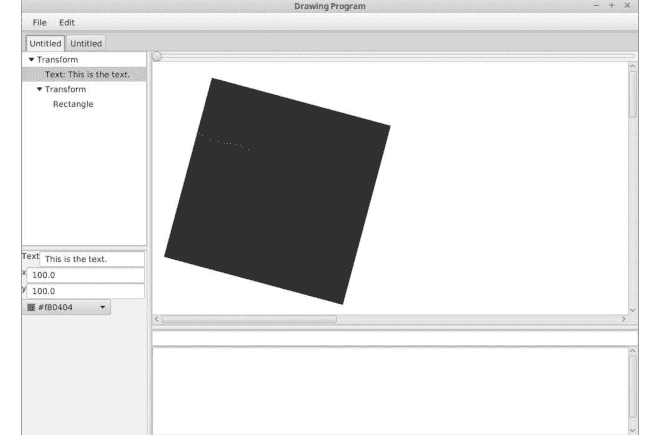 Drawing Program
File Edit
Untitled Untitled
Transform
Text: This is the text.
Transform
Rectangle
Text This is the text.
x 100.0
y 100.0
#f80404